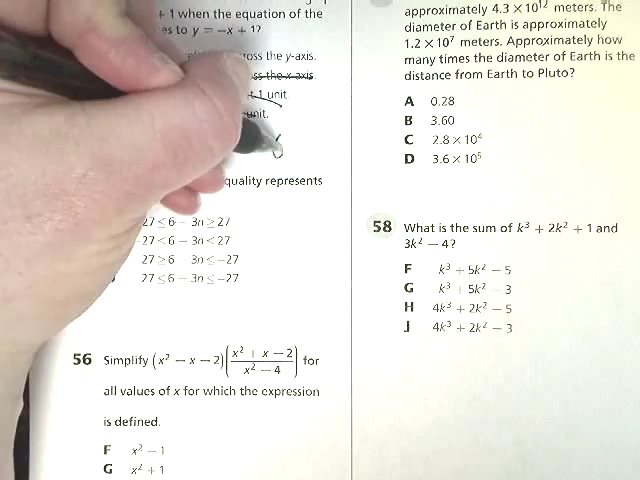 + 1 when the equation of the
es to y = −x + 1?
ross the y-axis.
ss the x-axis.
t 1 unit.
unit.
6
quality represents
27 ≤ 6 − 3n ≥ 27
27 < 6 − 3n < 27
27 ≥ 6 3n ≤ −27
27 ≤ 6 − 3n ≤ −27
56 Simplify (x² − x − 2)(x² + x − 2 / x² − 4) for
all values of x for which the expression
is defined.
F x² − 1
G x² + 1
approximately 4.3 × 10¹² meters. The
diameter of Earth is approximately
1.2 × 10⁷ meters. Approximately how
many times the diameter of Earth is the
distance from Earth to Pluto?
A 0.28
B 3.60
C 2.8 × 10⁴
D 3.6 × 10⁵
58 What is the sum of k³ + 2k² + 1 and
3k² − 4?
F k³ + 5k² − 5
G k³ + 5k² − 3
H 4k³ + 2k² − 5
J 4k³ + 2k² − 3